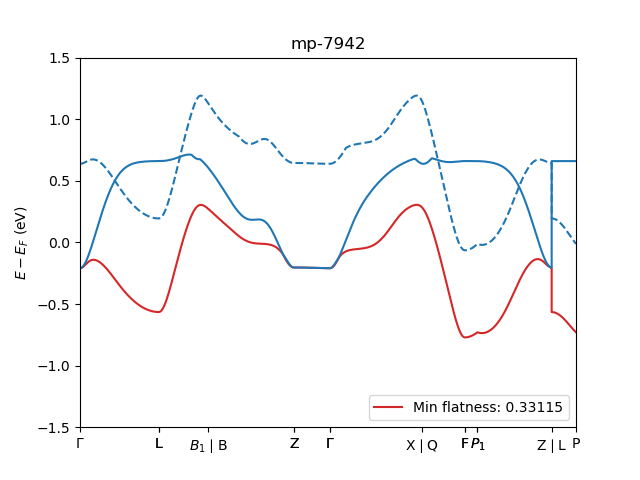 mp-7942
E − E_F (eV)
1.5
1.0
0.5
0.0
−0.5
−1.0
−1.5
Min flatness: 0.33115
Γ L B₁ | B Z Γ X | Q F P₁ Z | L P